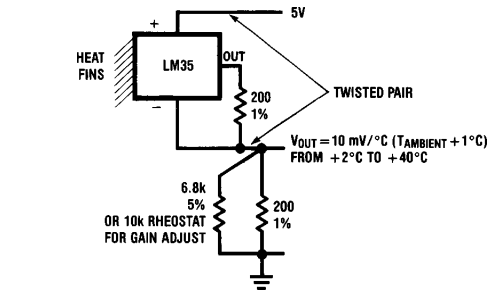 +
5V
HEAT
FINS
LM35
OUT
–
200
1%
TWISTED PAIR
VOUT = 10 mV/°C (TAMBIENT + 1°C)
FROM +2°C TO +40°C
6.8k
5%
OR 10k RHEOSTAT
FOR GAIN ADJUST
200
1%